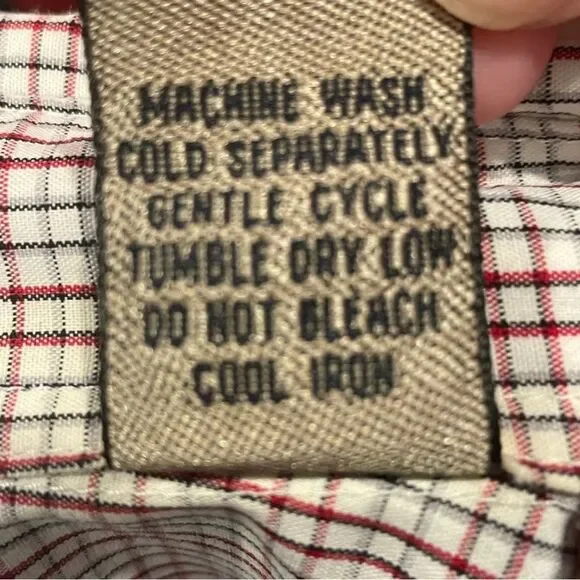 MACHINE WASH
COLD SEPARATELY
GENTLE CYCLE
TUMBLE DRY LOW
DO NOT BLEACH
COOL IRON